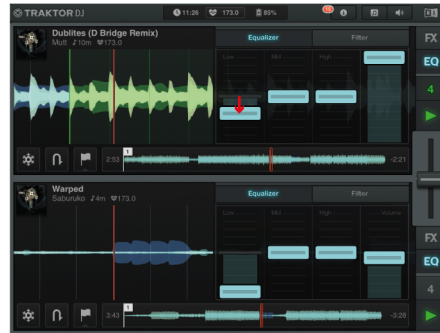 TRAKTOR DJ 11:26 173.0 85%
Dublites (D Bridge Remix)
Mutt 10m 173.0
Equalizer Filter FX
Low Mid High EQ
4
1
2:53 -2:21
Warped
Saburuko 4m 173.0
Equalizer Filter FX
Low Mid High Volume EQ
4
1
3:43 -3:28